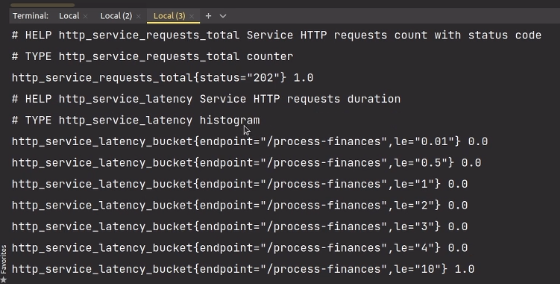 Terminal: Local Local (2) Local (3) +
# HELP http_service_requests_total Service HTTP requests count with status code
# TYPE http_service_requests_total counter
http_service_requests_total{status="202"} 1.0
# HELP http_service_latency Service HTTP requests duration
# TYPE http_service_latency histogram
http_service_latency_bucket{endpoint="/process-finances",le="0.01"} 0.0
http_service_latency_bucket{endpoint="/process-finances",le="0.5"} 0.0
http_service_latency_bucket{endpoint="/process-finances",le="1"} 0.0
http_service_latency_bucket{endpoint="/process-finances",le="2"} 0.0
http_service_latency_bucket{endpoint="/process-finances",le="3"} 0.0
http_service_latency_bucket{endpoint="/process-finances",le="4"} 0.0
http_service_latency_bucket{endpoint="/process-finances",le="10"} 1.0
Favorites